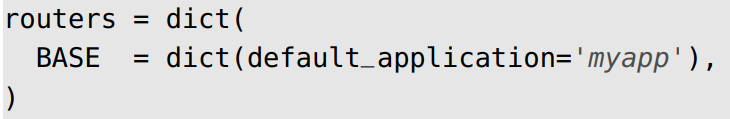 routers = dict(
  BASE  = dict(default_application='myapp'),
)